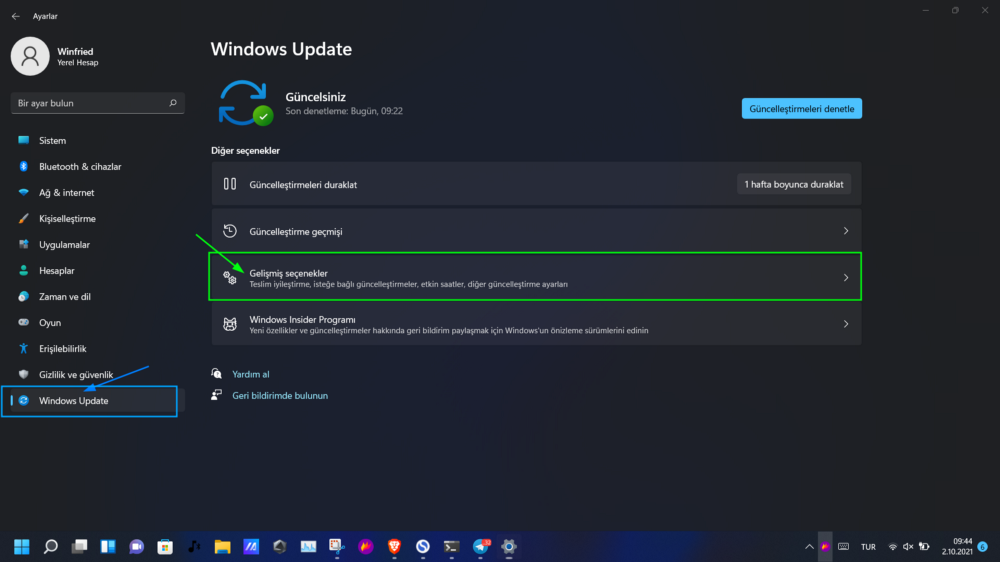 Ayarlar
Winfried
Yerel Hesap
Bir ayar bulun
Sistem
Bluetooth & cihazlar
Ağ & internet
Kişiselleştirme
Uygulamalar
Hesaplar
Zaman ve dil
Oyun
Erişilebilirlik
Gizlilik ve güvenlik
Windows Update
Windows Update
Güncelsiniz
Son denetleme: Bugün, 09:22
Güncelleştirmeleri denetle
Diğer seçenekler
Güncelleştirmeleri duraklat
1 hafta boyunca duraklat
Güncelleştirme geçmişi
Gelişmiş seçenekler
Teslim iyileştirme, isteğe bağlı güncelleştirmeler, etkin saatler, diğer güncelleştirme ayarları
Windows Insider Programı
Yeni özellikler ve güncelleştirmeler hakkında geri bildirim paylaşmak için Windows'un önizleme sürümlerini edinin
Yardım al
Geri bildirimde bulunun
TUR
09:44
2.10.2021
6